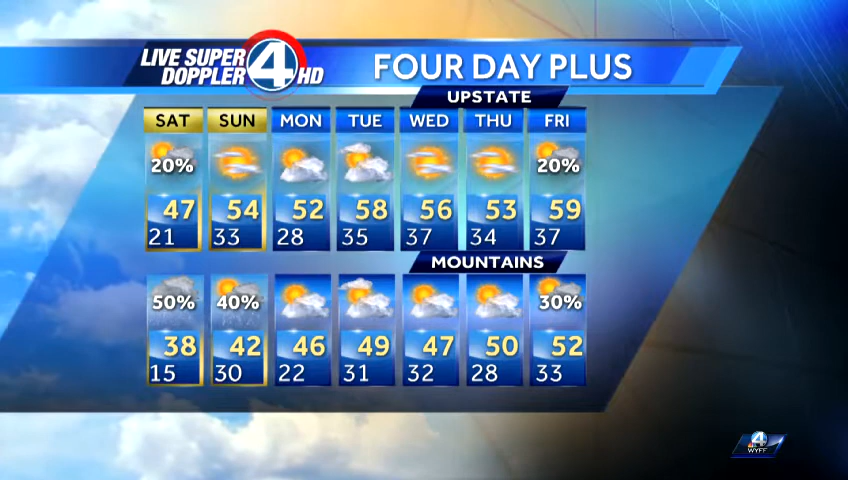 LIVE SUPER
DOPPLER 4 HD
FOUR DAY PLUS
UPSTATE
SAT SUN MON TUE WED THU FRI
20% 20%
47 54 52 58 56 53 59
21 33 28 35 37 34 37
MOUNTAINS
50% 40% 30%
38 42 46 49 47 50 52
15 30 22 31 32 28 33
4
WYFF